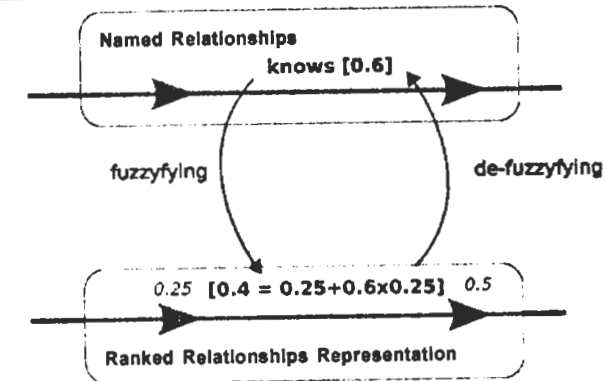 Named Relationships
knows [0.6]
fuzzyfying
de-fuzzyfying
0.25 [0.4 = 0.25+0.6x0.25] 0.5
Ranked Relationships Representation